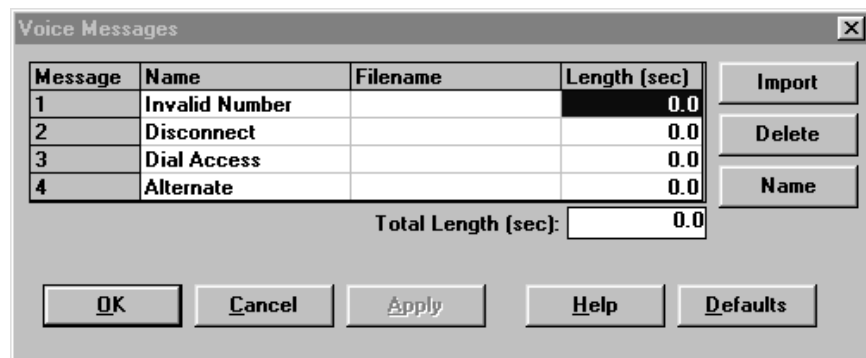 Voice Messages
Message Name Filename Length (sec)
1 Invalid Number 0.0
2 Disconnect 0.0
3 Dial Access 0.0
4 Alternate 0.0
Total Length (sec): 0.0
Import
Delete
Name
OK Cancel Apply Help Defaults